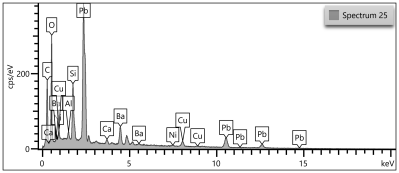 Pb
Spectrum 25
O
C
Si
Cu
Al
Ba
Cu
Ca
Ca
Ba
Ni
Cu
Pb
Pb
Pb
Pb
cps/eV
200
0
0
5
10
15
keV